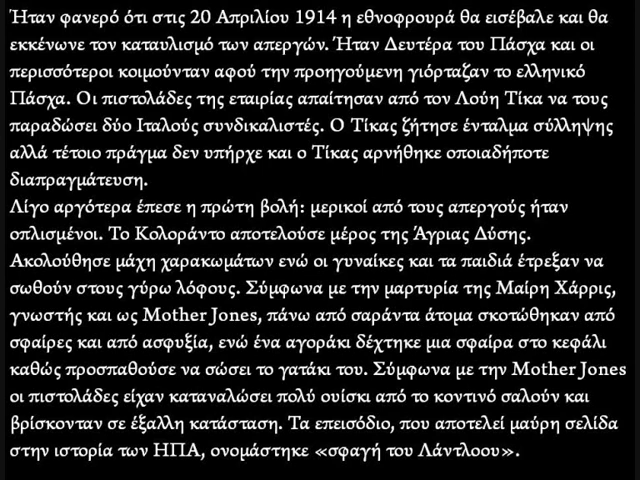 Ήταν φανερό ότι στις 20 Απριλίου 1914 η εθνοφρουρά θα εισέβαλε και θα
εκκένωνε τον καταυλισμό των απεργών. Ήταν Δευτέρα του Πάσχα και οι
περισσότεροι κοιμούνταν αφού την προηγούμενη γιόρταζαν το ελληνικό
Πάσχα. Οι πιστολάδες της εταιρίας απαίτησαν από τον Λούη Τίκα να τους
παραδώσει δύο Ιταλούς συνδικαλιστές. Ο Τίκας ζήτησε ένταλμα σύλληψης
αλλά τέτοιο πράγμα δεν υπήρχε και ο Τίκας αρνήθηκε οποιαδήποτε
διαπραγμάτευση.
Λίγο αργότερα έπεσε η πρώτη βολή: μερικοί από τους απεργούς ήταν
οπλισμένοι. Το Κολοράντο αποτελούσε μέρος της Άγριας Δύσης.
Ακολούθησε μάχη χαρακωμάτων ενώ οι γυναίκες και τα παιδιά έτρεξαν να
σωθούν στους γύρω λόφους. Σύμφωνα με την μαρτυρία της Μαίρη Χάρρις,
γνωστής και ως Mother Jones, πάνω από σαράντα άτομα σκοτώθηκαν από
σφαίρες και από ασφυξία, ενώ ένα αγοράκι δέχτηκε μια σφαίρα στο κεφάλι
καθώς προσπαθούσε να σώσει το γατάκι του. Σύμφωνα με την Mother Jones
οι πιστολάδες είχαν καταναλώσει πολύ ουίσκι από το κοντινό σαλούν και
βρίσκονταν σε έξαλλη κατάσταση. Τα επεισόδιο, που αποτελεί μαύρη σελίδα
στην ιστορία των ΗΠΑ, ονομάστηκε «σφαγή του Λάντλοου».